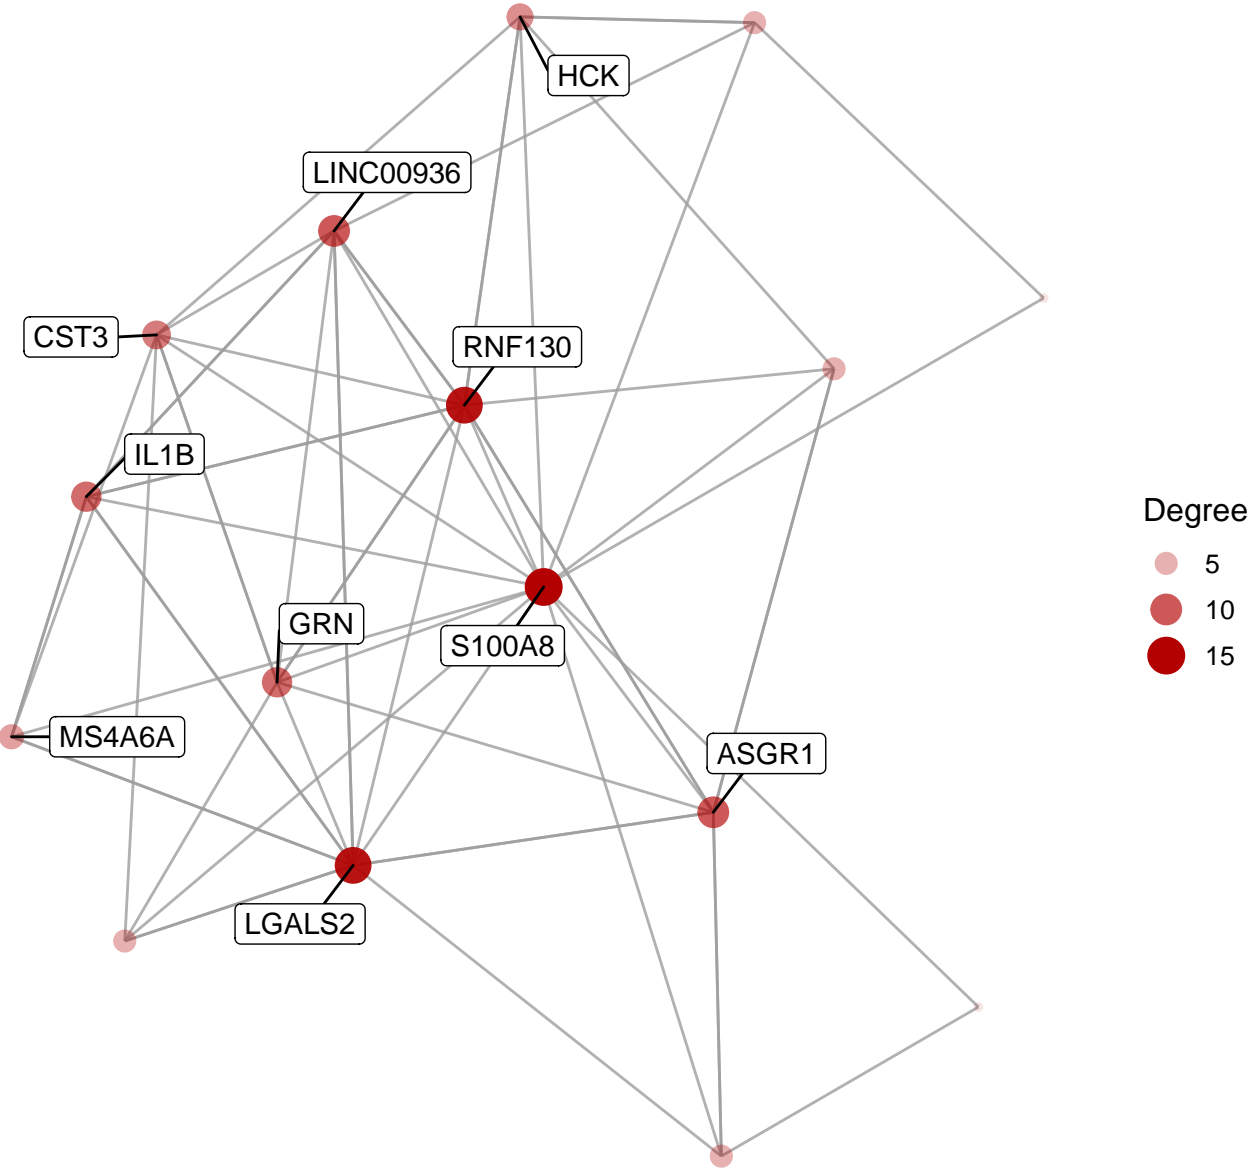 HCK
LINC00936
CST3
RNF130
IL1B
GRN
S100A8
MS4A6A
ASGR1
LGALS2
Degree
5
10
15